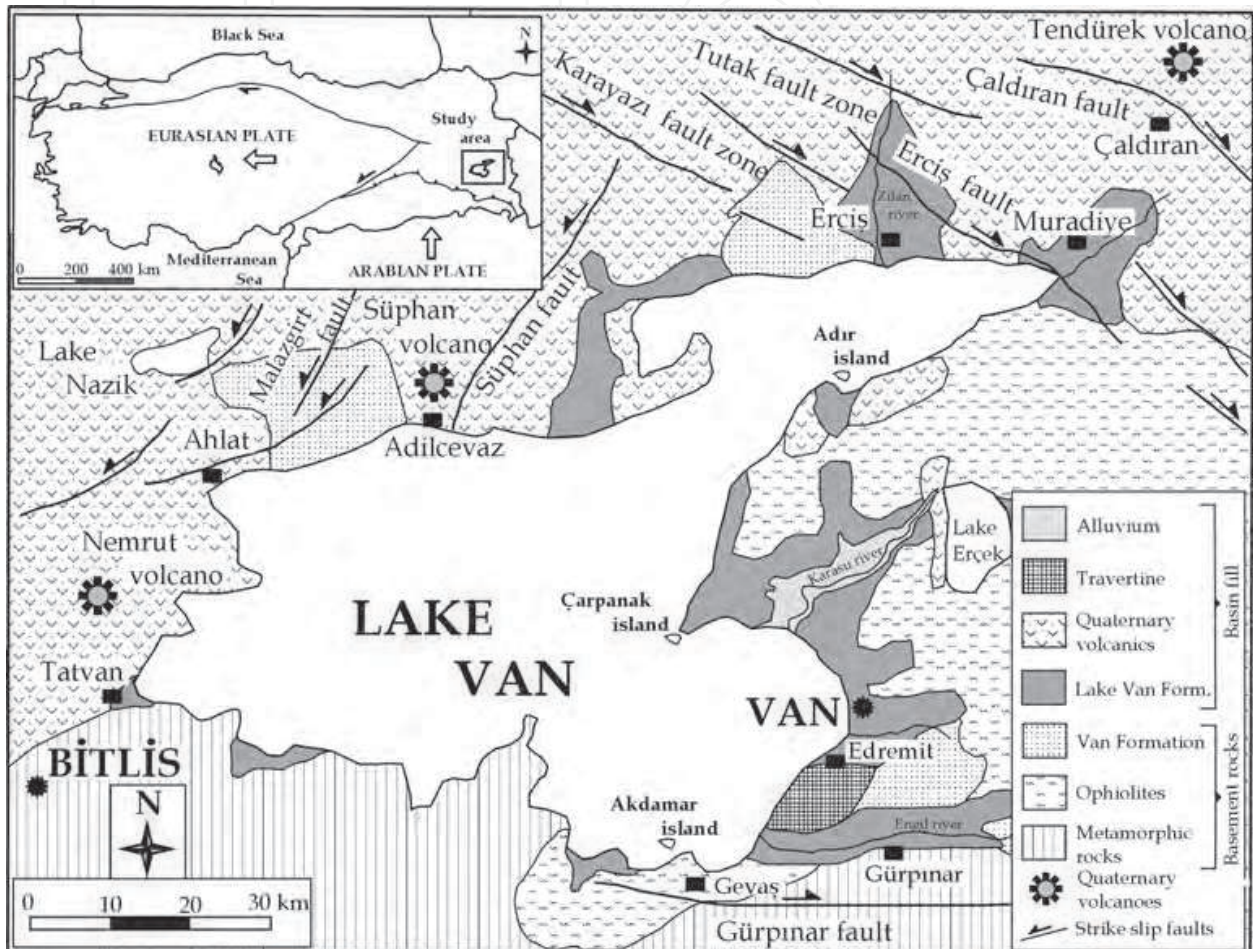 Black Sea
N
EURASIAN PLATE
Study
area
Mediterranean
Sea
ARABIAN PLATE
0 200 400 km
Tendürek volcano
Tutak fault zone
Karayazı fault zone
Çaldıran fault
Çaldıran
Erciş fault
Zilan
river
Erciş
Muradiye
Süphan
volcano
Süphan fault
Malazgirt
fault
Lake
Nazik
Adır
island
Ahlat
Adilcevaz
Nemrut
volcano
Lake
Erçek
Karasu river
Çarpanak
island
LAKE
VAN
Tatvan
VAN
BİTLİS
Edremit
N
Akdamar
island
Engil river
Gevaş
Gürpınar
Gürpınar fault
0 10 20 30 km
Alluvium
Travertine
Quaternary
volcanics
Lake Van Form.
Basin fill
Van Formation
Ophiolites
Metamorphic
rocks
Basement rocks
Quaternary
volcanoes
Strike slip faults